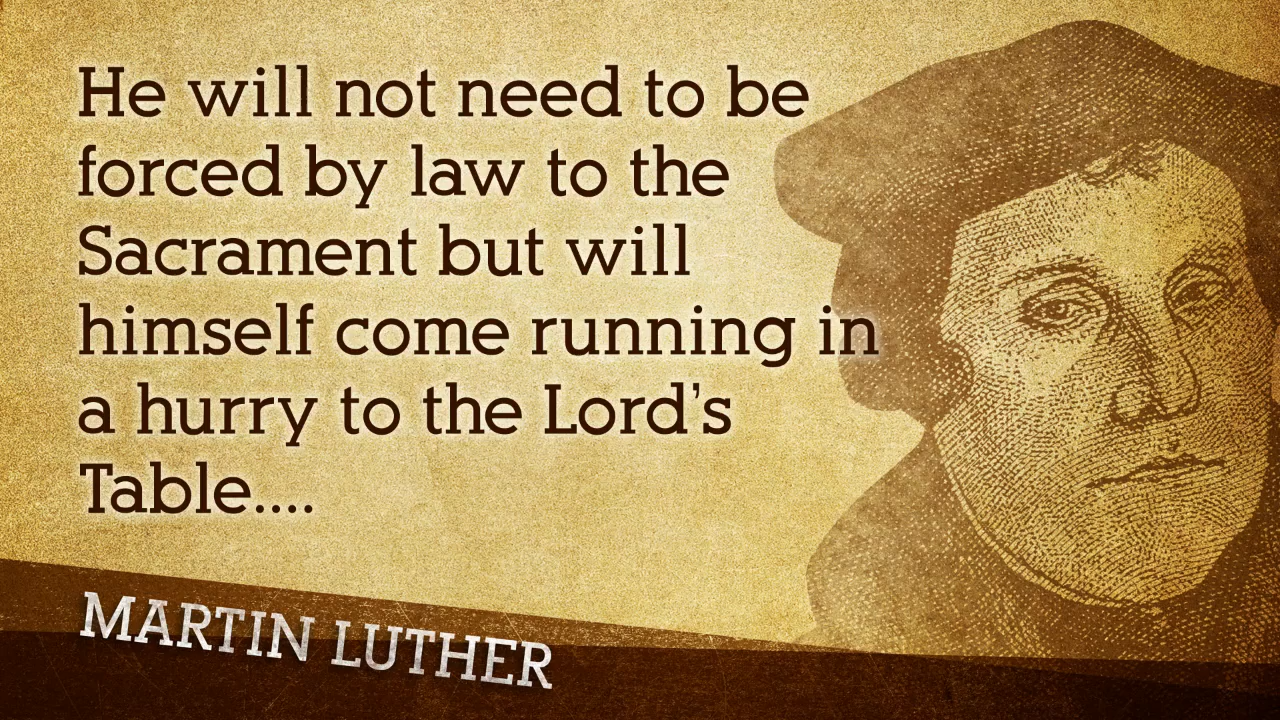 He will not need to be
forced by law to the
Sacrament but will
himself come running in
a hurry to the Lord's
Table....
MARTIN LUTHER